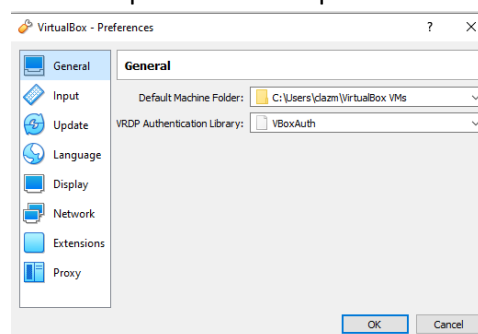 VirtualBox - Preferences
?
General
Input
Update
Language
Display
Network
Extensions
Proxy
General
Default Machine Folder: C:\Users\clazm\VirtualBox VMs
VRDP Authentication Library: VBoxAuth
OK Cancel